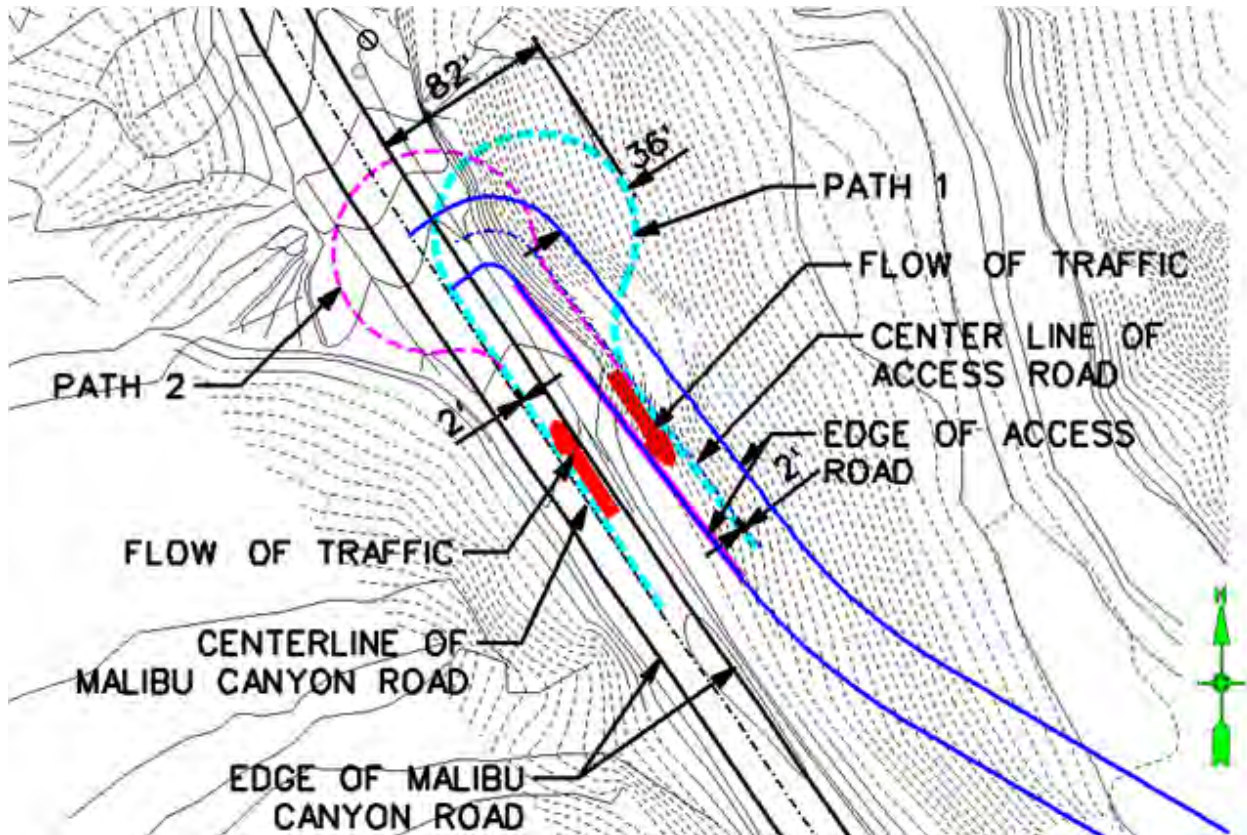 82'
36'
PATH 1
FLOW OF TRAFFIC
CENTER LINE OF
ACCESS ROAD
EDGE OF ACCESS
ROAD
2'
PATH 2
2'
FLOW OF TRAFFIC
CENTERLINE OF
MALIBU CANYON ROAD
EDGE OF MALIBU
CANYON ROAD
N